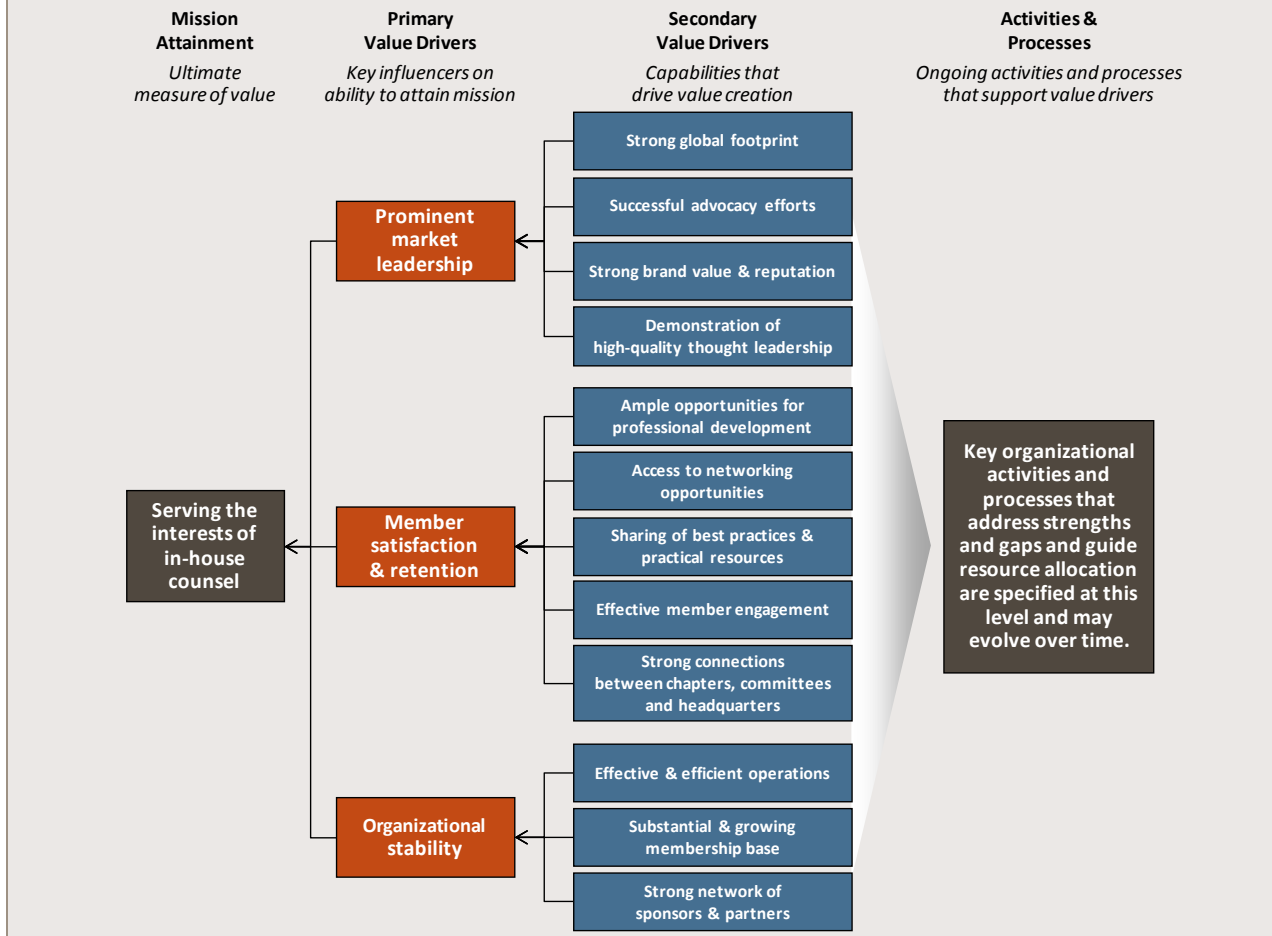 Mission
Attainment
Ultimate
measure of value
Primary
Value Drivers
Key influencers on
ability to attain mission
Secondary
Value Drivers
Capabilities that
drive value creation
Activities &
Processes
Ongoing activities and processes
that support value drivers
Serving the
interests of
in-house
counsel
Prominent
market
leadership
Strong global footprint
Successful advocacy efforts
Strong brand value & reputation
Demonstration of
high-quality thought leadership
Member
satisfaction
& retention
Ample opportunities for
professional development
Access to networking
opportunities
Sharing of best practices &
practical resources
Effective member engagement
Strong connections
between chapters, committees
and headquarters
Organizational
stability
Effective & efficient operations
Substantial & growing
membership base
Strong network of
sponsors & partners
Key organizational
activities and
processes that
address strengths
and gaps and guide
resource allocation
are specified at this
level and may
evolve over time.